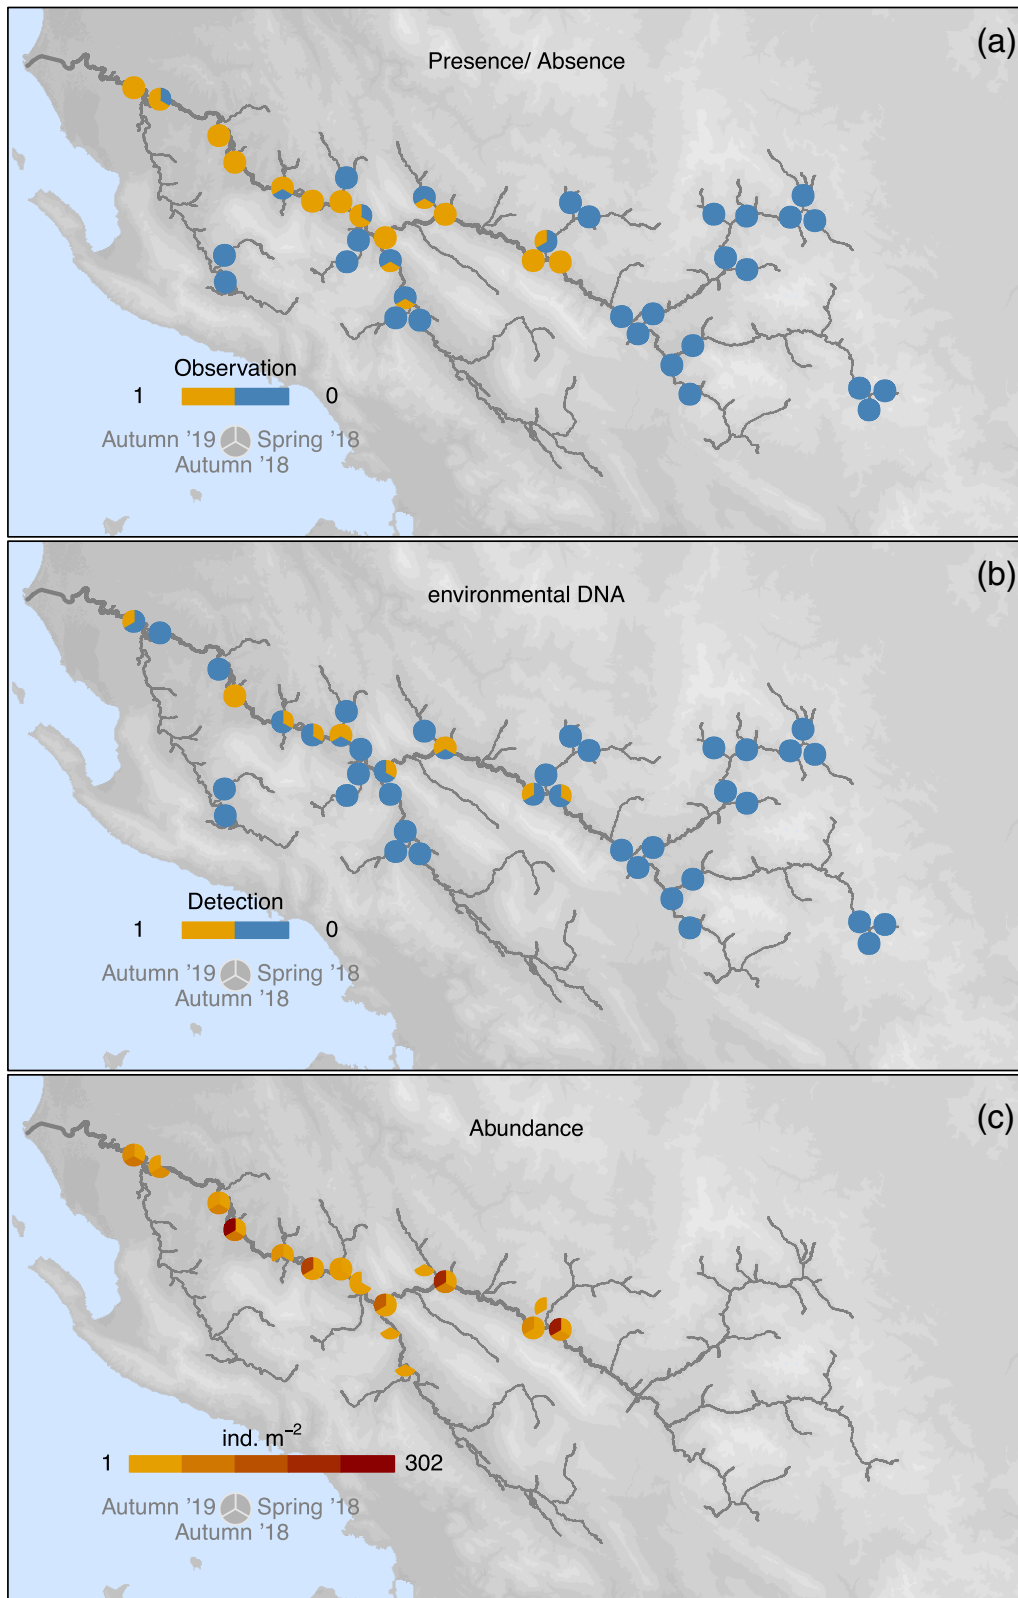 (a)
Presence/ Absence
Observation
1 0
Autumn ’19 Spring ’18
Autumn ’18
(b)
environmental DNA
Detection
1 0
Autumn ’19 Spring ’18
Autumn ’18
(c)
Abundance
ind. m⁻²
1 302
Autumn ’19 Spring ’18
Autumn ’18